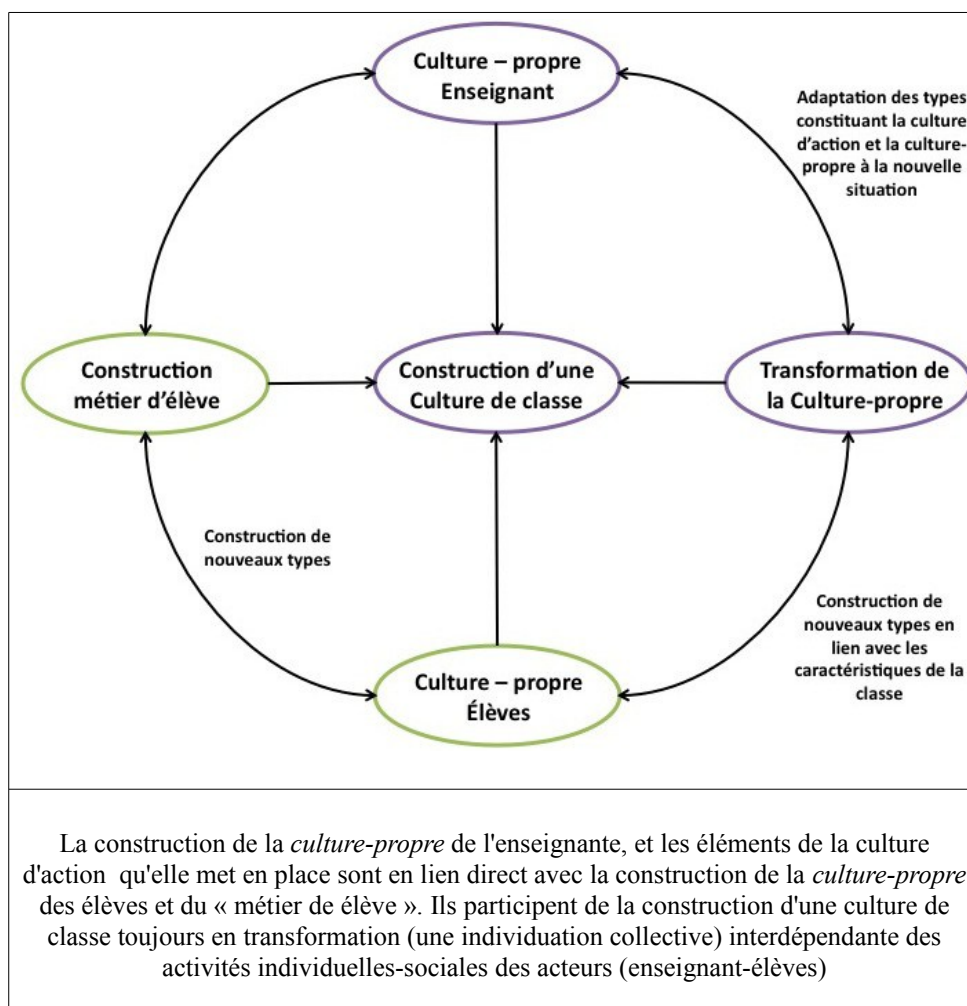 Culture – propre
Enseignant
Adaptation des types
constituant la culture
d'action et la culture-
propre à la nouvelle
situation
Construction
métier d'élève
Construction d'une
Culture de classe
Transformation de
la Culture-propre
Construction de
nouveaux types
Construction de
nouveaux types en
lien avec les
caractéristiques de la
classe
Culture – propre
Élèves
La construction de la culture-propre de l'enseignante, et les éléments de la culture
d'action qu'elle met en place sont en lien direct avec la construction de la culture-propre
des élèves et du « métier de élève ». Ils participent de la construction d'une culture de
classe toujours en transformation (une individuation collective) interdépendante des
activités individuelles-sociales des acteurs (enseignant-élèves)